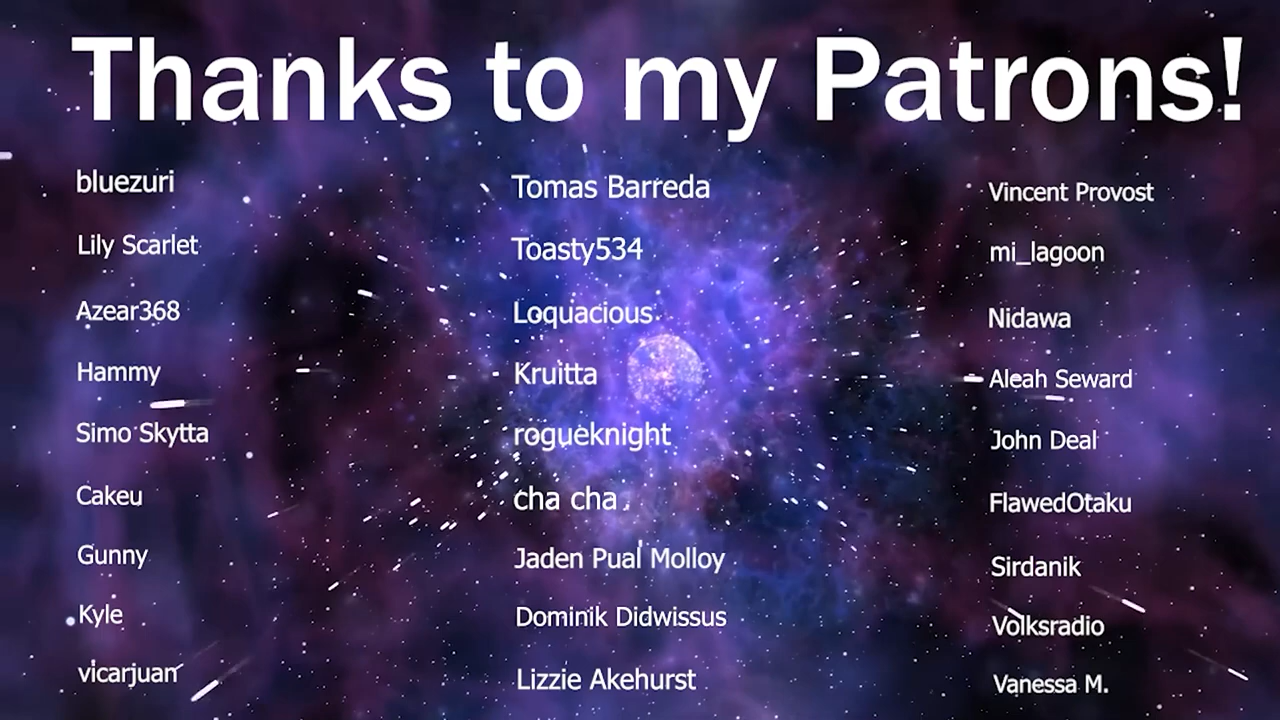 Thanks to my Patrons!
bluezuri
Lily Scarlet
Azear368
Hammy
Simo Skytta
Cakeu
Gunny
Kyle
vicarjuan
Tomas Barreda
Toasty534
Loquacious
Kruitta
rogueknight
cha cha
Jaden Pual Molloy
Dominik Didwissus
Lizzie Akehurst
Vincent Provost
mi_lagoon
Nidawa
Aleah Seward
John Deal
FlawedOtaku
Sirdanik
Volksradio
Vanessa M.